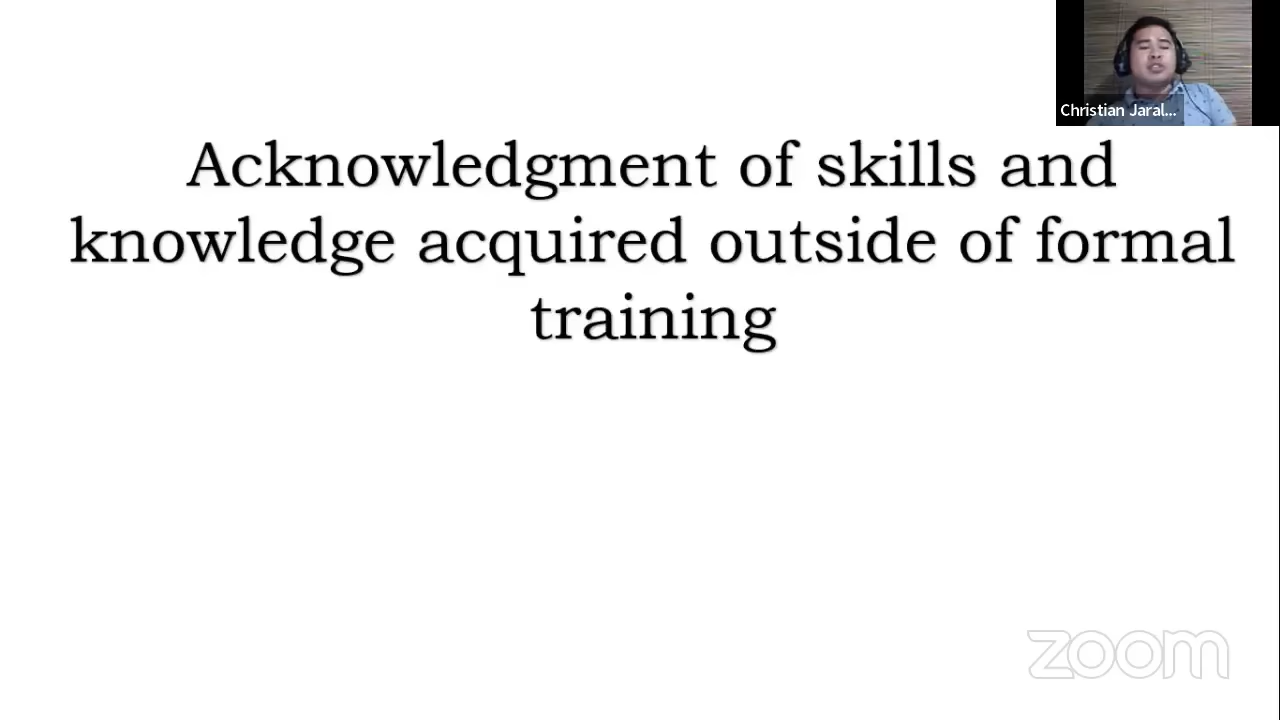 Christian Jaral...
Acknowledgment of skills and
knowledge acquired outside of formal
training
zoom